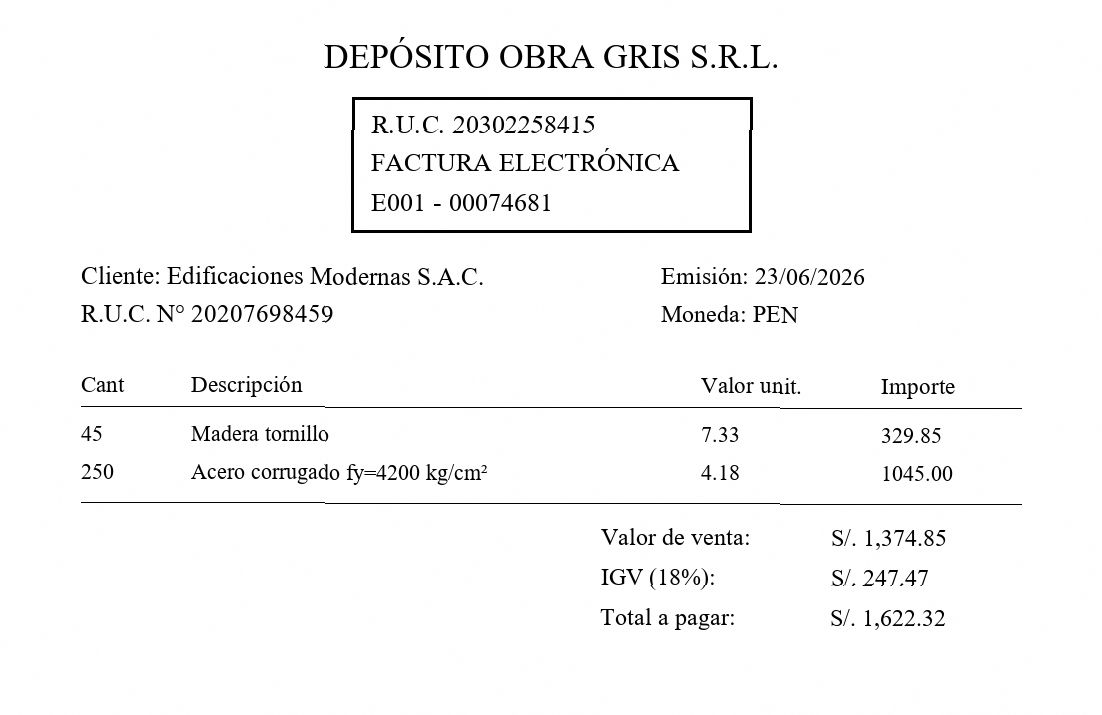 DEPÓSITO OBRA GRIS S.R.L.
R.U.C. 20302258415
FACTURA ELECTRÓNICA
E001 - 00074681
Cliente: Edificaciones Modernas S.A.C. Emisión: 23/06/2026
R.U.C. N° 20207698459 Moneda: PEN
Cant Descripción Valor unit. Importe
45 Madera tornillo 7.33 329.85
250 Acero corrugado fy=4200 kg/cm² 4.18 1045.00
Valor de venta: S/. 1,374.85
IGV (18%): S/. 247.47
Total a pagar: S/. 1,622.32